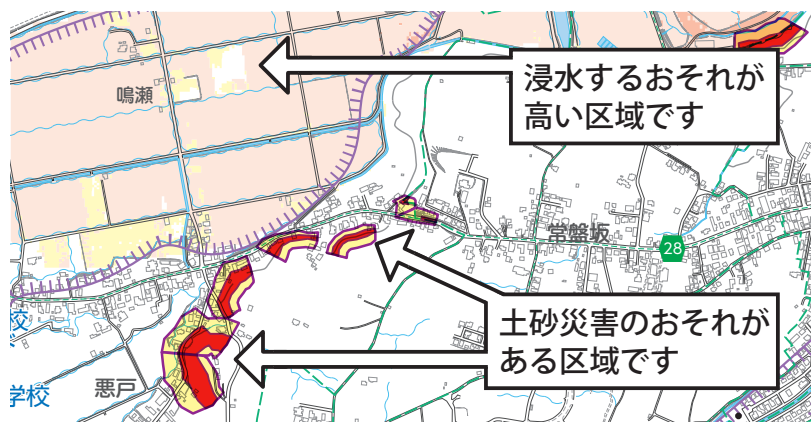 浸水するおそれが
高い区域です
鳴瀬
常盤坂
28
土砂災害のおそれが
ある区域です
校
悪戸
学校